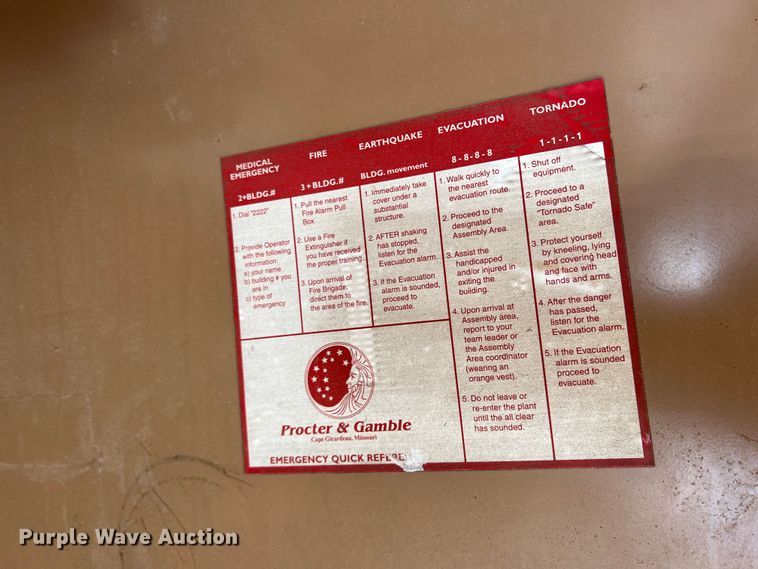 MEDICAL
EMERGENCY
2+BLDG.#
1. Dial "2222"
2. Provide Operator
with the following
information:
a) your name
b) building # you
are in
c) type of
emergency
FIRE
3+BLDG.#
1. Pull the nearest
Fire Alarm Pull
Box.
2. Use a Fire
Extinguisher if
you have received
the proper training.
3. Upon arrival of
Fire Brigade,
direct them to
the area of the fire.
EARTHQUAKE
BLDG. movement
1. Immediately take
cover under a
substantial
structure.
2. AFTER shaking
has stopped,
listen for the
Evacuation alarm.
3. If the Evacuation
alarm is sounded,
proceed to
evacuate.
EVACUATION
8-8-8-8
1. Walk quickly to
the nearest
evacuation route.
2. Proceed to the
designated
Assembly Area.
3. Assist the
handicapped
and/or injured in
exiting the
building.
4. Upon arrival at
Assembly area,
report to your
team leader or
the Assembly
Area coordinator
(wearing an
orange vest).
5. Do not leave or
re-enter the plant
until the all clear
has sounded.
TORNADO
1-1-1-1
1. Shut off
equipment.
2. Proceed to a
designated
"Tornado Safe"
area.
3. Protect yourself
by kneeling, lying
and covering head
and face with
hands and arms.
4. After the danger
has passed,
listen for the
Evacuation alarm.
5. If the Evacuation
alarm is sounded
proceed to
evacuate.
Procter & Gamble
Cape Girardeau, Missouri
EMERGENCY QUICK
Purple Wave Auction